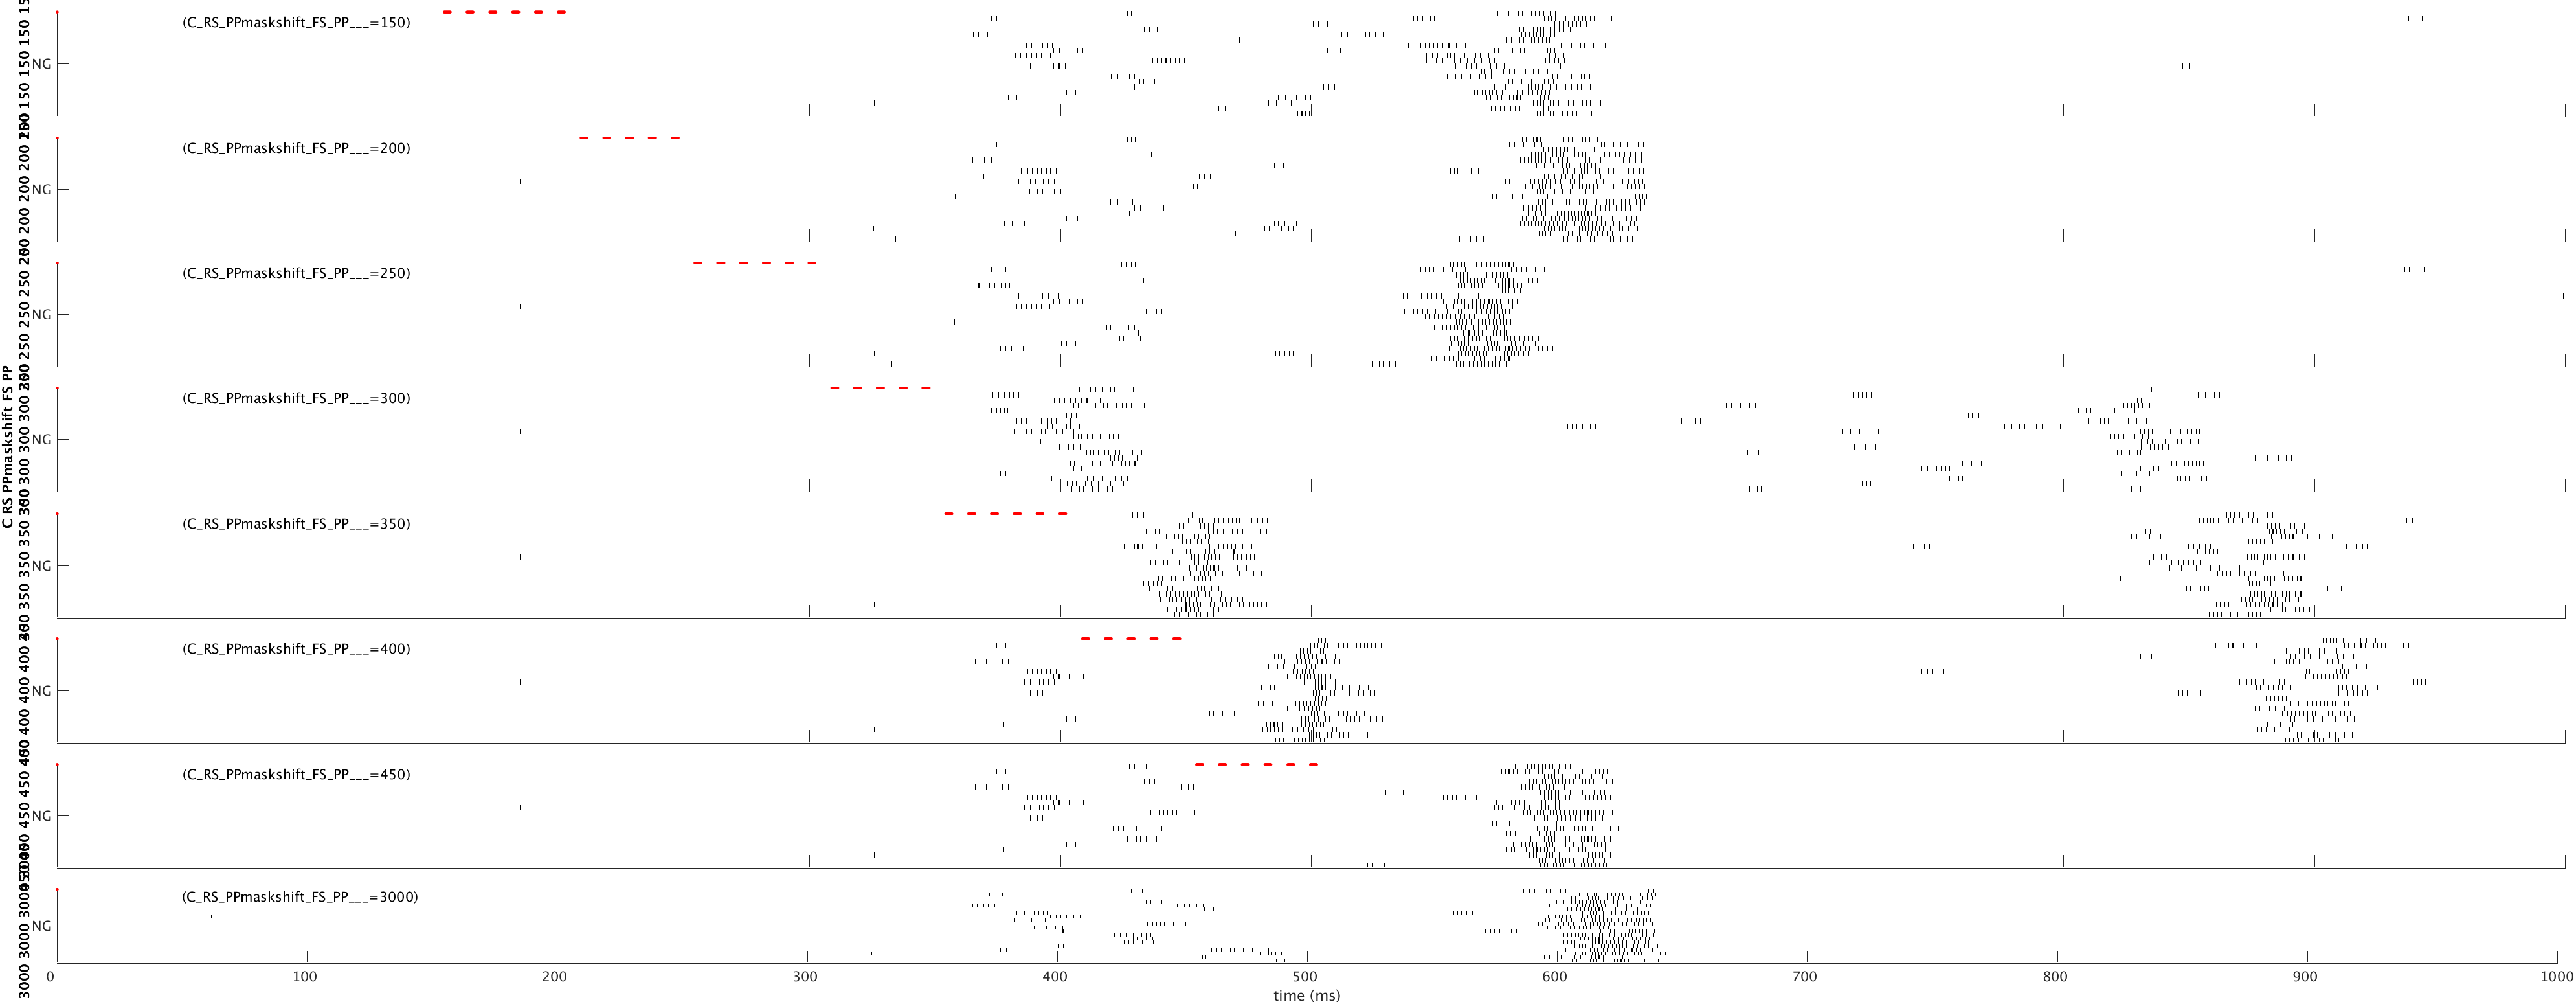 (C_RS_PPmaskshift_FS_PP___=150)
NG
(C_RS_PPmaskshift_FS_PP___=200)
NG
(C_RS_PPmaskshift_FS_PP___=250)
NG
(C_RS_PPmaskshift_FS_PP___=300)
NG
(C_RS_PPmaskshift_FS_PP___=350)
NG
(C_RS_PPmaskshift_FS_PP___=400)
NG
(C_RS_PPmaskshift_FS_PP___=450)
NG
(C_RS_PPmaskshift_FS_PP___=3000)
NG
C RS PPmaskshift FS PP
0 100 200 300 400 500 600 700 800 900 1000
time (ms)